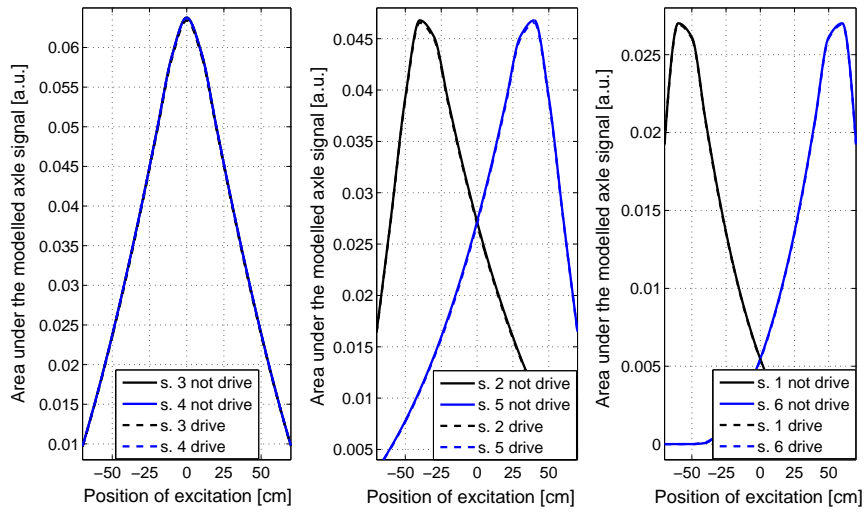 Area under the modelled axle signal [a.u.]
0.06
0.055
0.05
0.045
0.04
0.035
0.03
0.025
0.02
0.015
0.01
s. 3 not drive
s. 4 not drive
s. 3 drive
s. 4 drive
−50 −25 0 25 50
Position of excitation [cm]
Area under the modelled axle signal [a.u.]
0.045
0.04
0.035
0.03
0.025
0.02
0.015
0.01
0.005
s. 2 not drive
s. 5 not drive
s. 2 drive
s. 5 drive
−50 −25 0 25 50
Position of excitation [cm]
Area under the modelled axle signal [a.u.]
0.025
0.02
0.015
0.01
0.005
0
s. 1 not drive
s. 6 not drive
s. 1 drive
s. 6 drive
−50 −25 0 25 50
Position of excitation [cm]